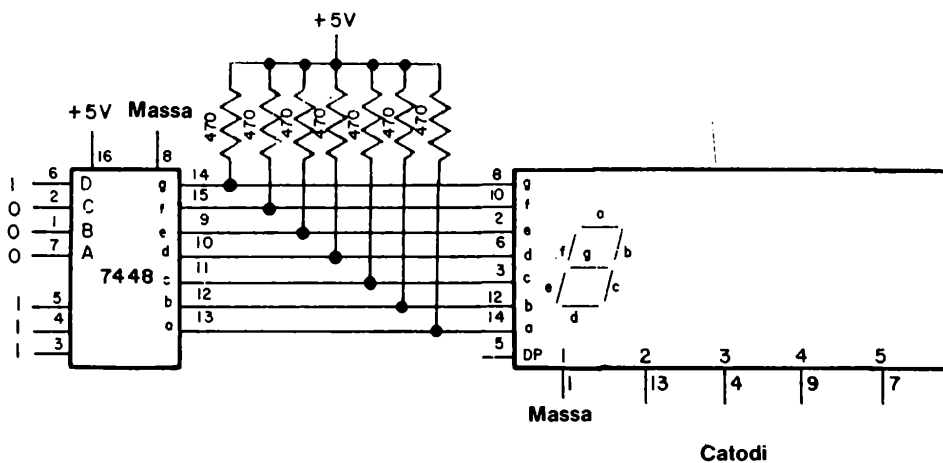 +5V
+5V Massa
470 470 470 470 470 470 470
16 8
1 6 D g 14 8 g
0 2 C f 15 10 f
0 1 B e 9 2 e
0 7 A d 10 6 d
7448 c 11 3 c
1 5 b 12 12 b
1 4 a 13 14 a
1 3
a
f g b
e c
d
5 DP 1 2 3 4 5
1 13 4 9 7
Massa
Catodi